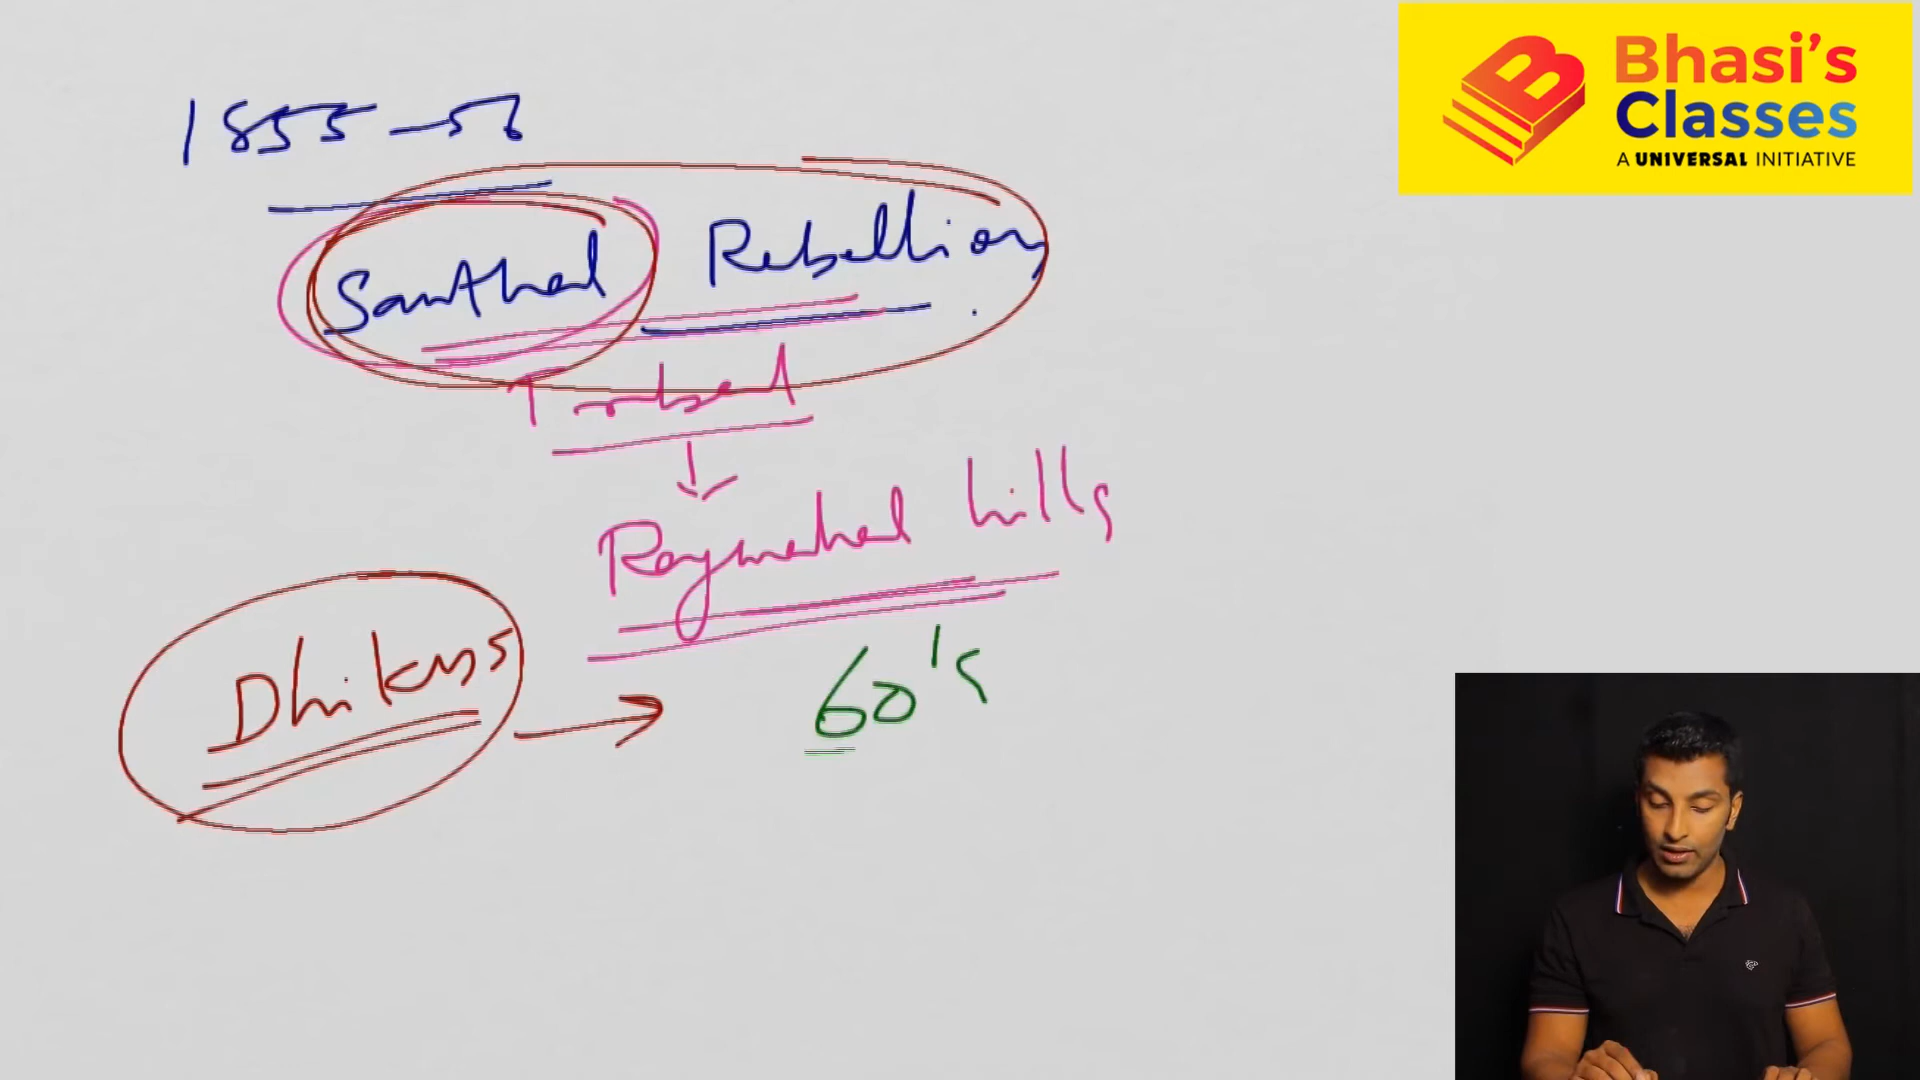 1855-56
Santhal Rebellion
Tribal
Rajmahal hills
Dhikus
60's
Bhasi's
Classes
A UNIVERSAL INITIATIVE